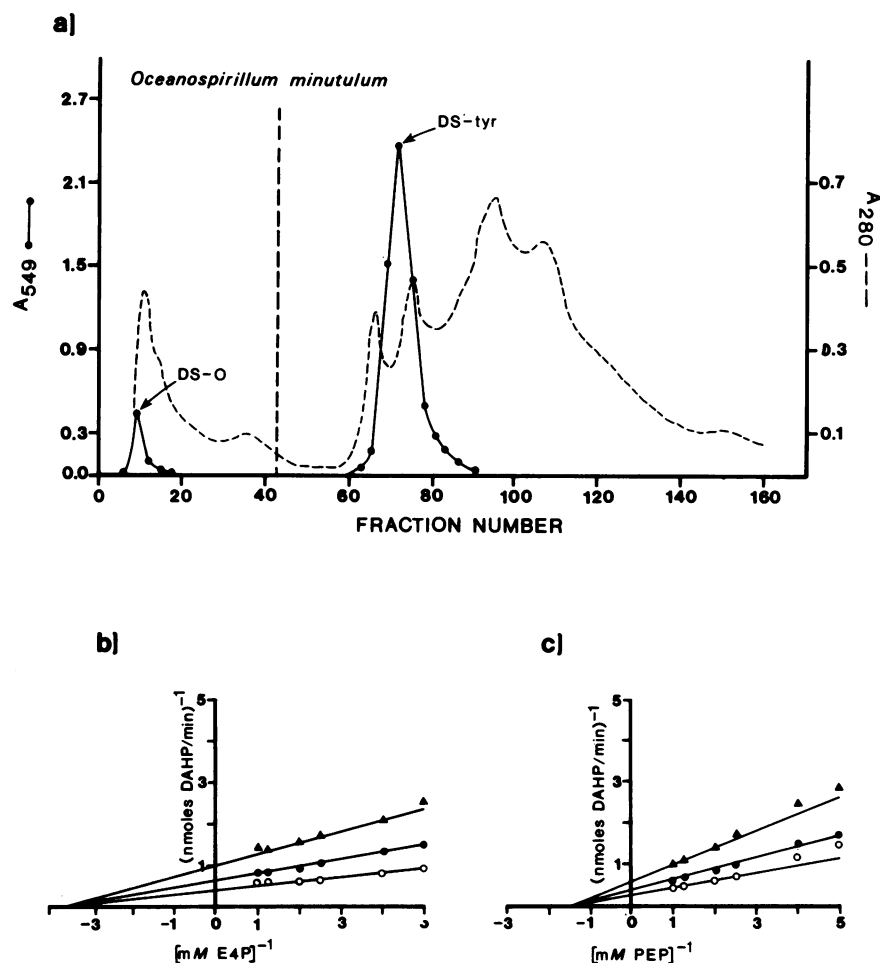 a]
Oceanospirillum minutulum
DS-tyr
DS-O
A549
2.7
2.1
1.5
0.9
0.3
0.0
0.7
0.5
0.3
0.1
A280
0 20 40 60 80 100 120 140 160
FRACTION NUMBER
b]
(nmoles DAHP/min)⁻¹
5
3
1
-3 -1 0 1 3 5
[mM E4P]⁻¹
c]
(nmoles DAHP/min)⁻¹
5
3
1
-3 -1 0 1 3 5
[mM PEP]⁻¹